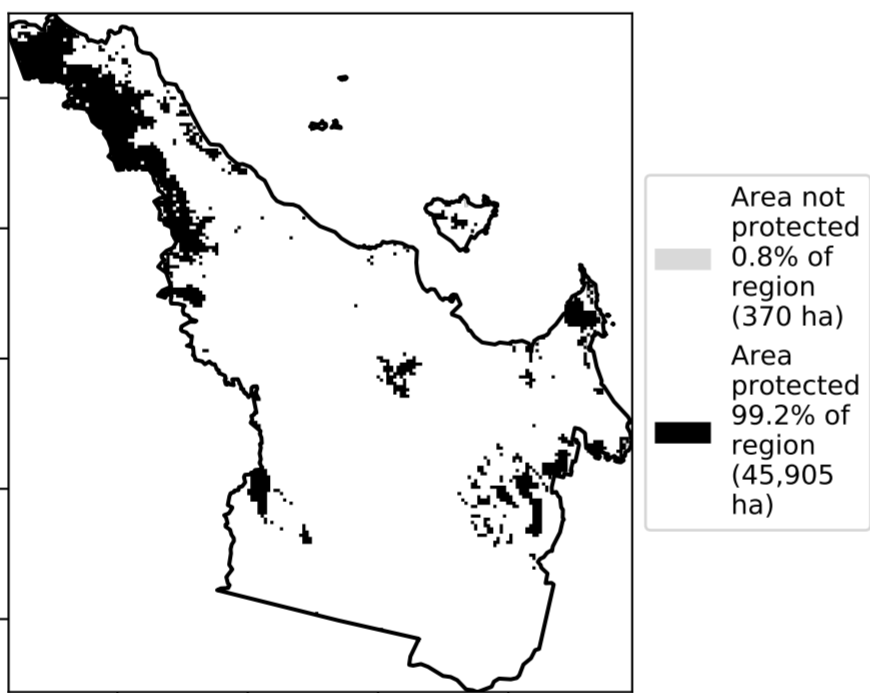 Area not
protected
0.8% of
region
(370 ha)
Area
protected
99.2% of
region
(45,905
ha)